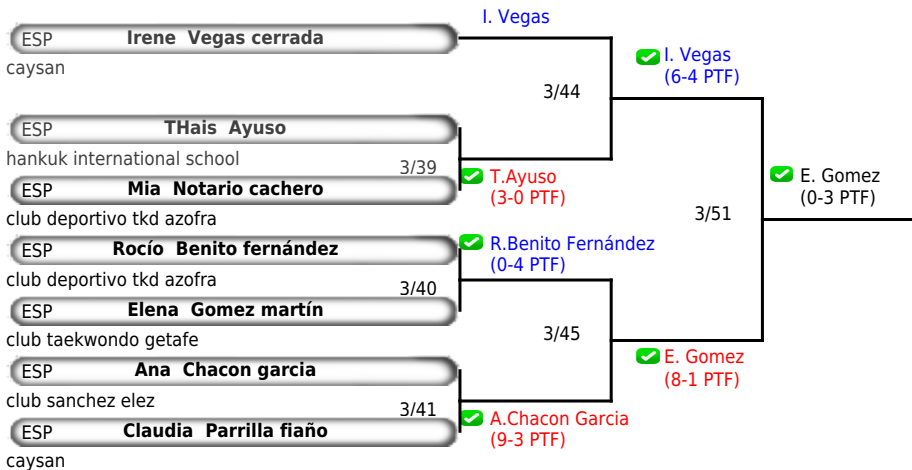 I. Vegas
ESP Irene Vegas cerrada
caysan
I. Vegas
(6-4 PTF)
3/44
ESP THais Ayuso
hankuk international school
3/39
T.Ayuso
(3-0 PTF)
ESP Mia Notario cachero
club deportivo tkd azofra
E. Gomez
(0-3 PTF)
3/51
ESP Rocío Benito fernández
R.Benito Fernández
(0-4 PTF)
club deportivo tkd azofra
3/40
ESP Elena Gomez martín
club taekwondo getafe
3/45
E. Gomez
(8-1 PTF)
ESP Ana Chacon garcia
club sanchez elez
3/41
A.Chacon Garcia
(9-3 PTF)
ESP Claudia Parrilla fiaño
caysan